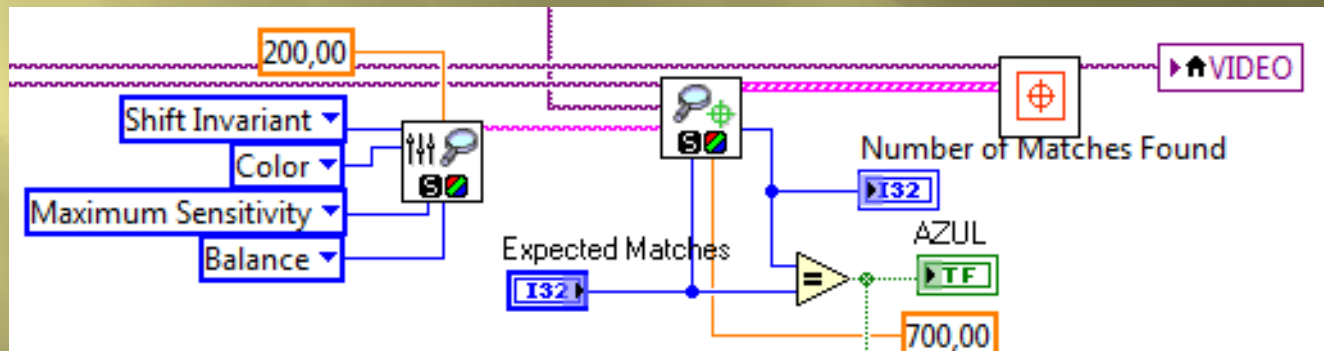 200,00
VIDEO
Shift Invariant
Color
Number of Matches Found
I32
Maximum Sensitivity
AZUL
Expected Matches
Balance
TF
I32
=
700,00
S
S